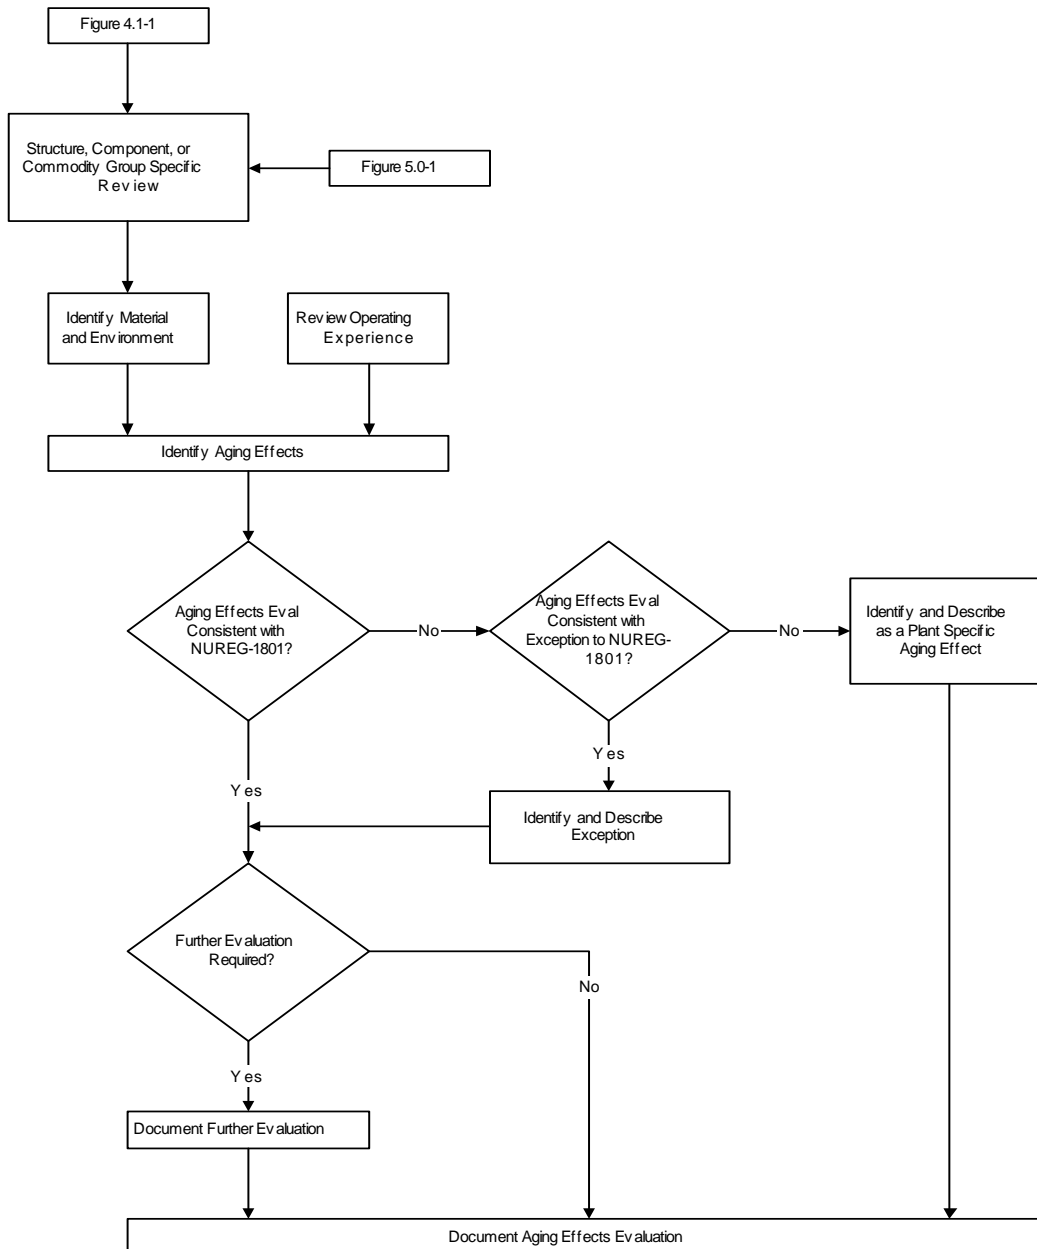 Figure 4.1-1
Structure, Component, or
Commodity Group Specific
Review
Figure 5.0-1
Identify Material
and Environment
Review Operating
Experience
Identify Aging Effects
Aging Effects Eval
Consistent with
NUREG-1801?
No
Aging Effects Eval
Consistent with
Exception to NUREG-
1801?
No
Identify and Describe
as a Plant Specific
Aging Effect
Yes
Yes
Identify and Describe
Exception
Further Evaluation
Required?
No
Yes
Document Further Evaluation
Document Aging Effects Evaluation